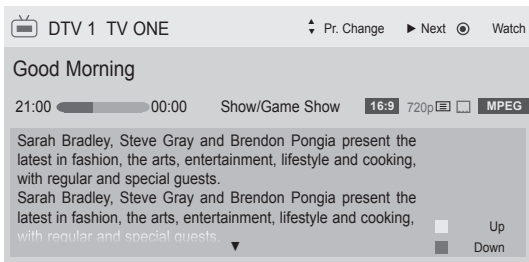 DTV 1 TV ONE Pr. Change Next Watch
Good Morning
21:00 00:00 Show/Game Show 16:9 720p MPEG
Sarah Bradley, Steve Gray and Brendon Pongia present the
latest in fashion, the arts, entertainment, lifestyle and cooking,
with regular and special guests.
Sarah Bradley, Steve Gray and Brendon Pongia present the
latest in fashion, the arts, entertainment, lifestyle and cooking,
with regular and special guests.
Up
Down